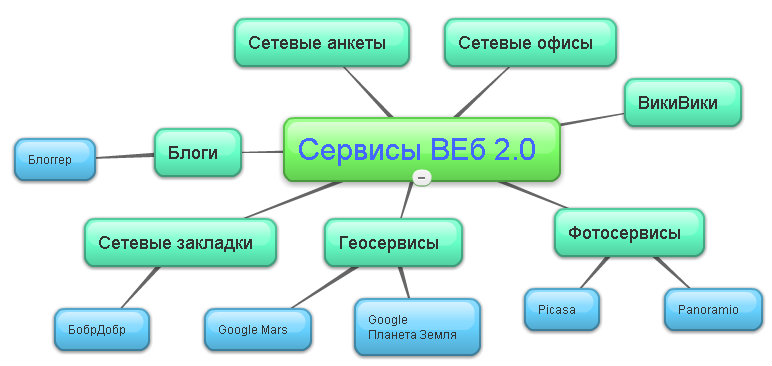 Сетевые анкеты
Сетевые офисы
ВикиВики
Сервисы ВЕб 2.0
Блоги
Блоггер
Сетевые закладки
Геосервисы
Фотосервисы
БобрДобр
Google Mars
Google
Планета Земля
Picasa
Panoramio